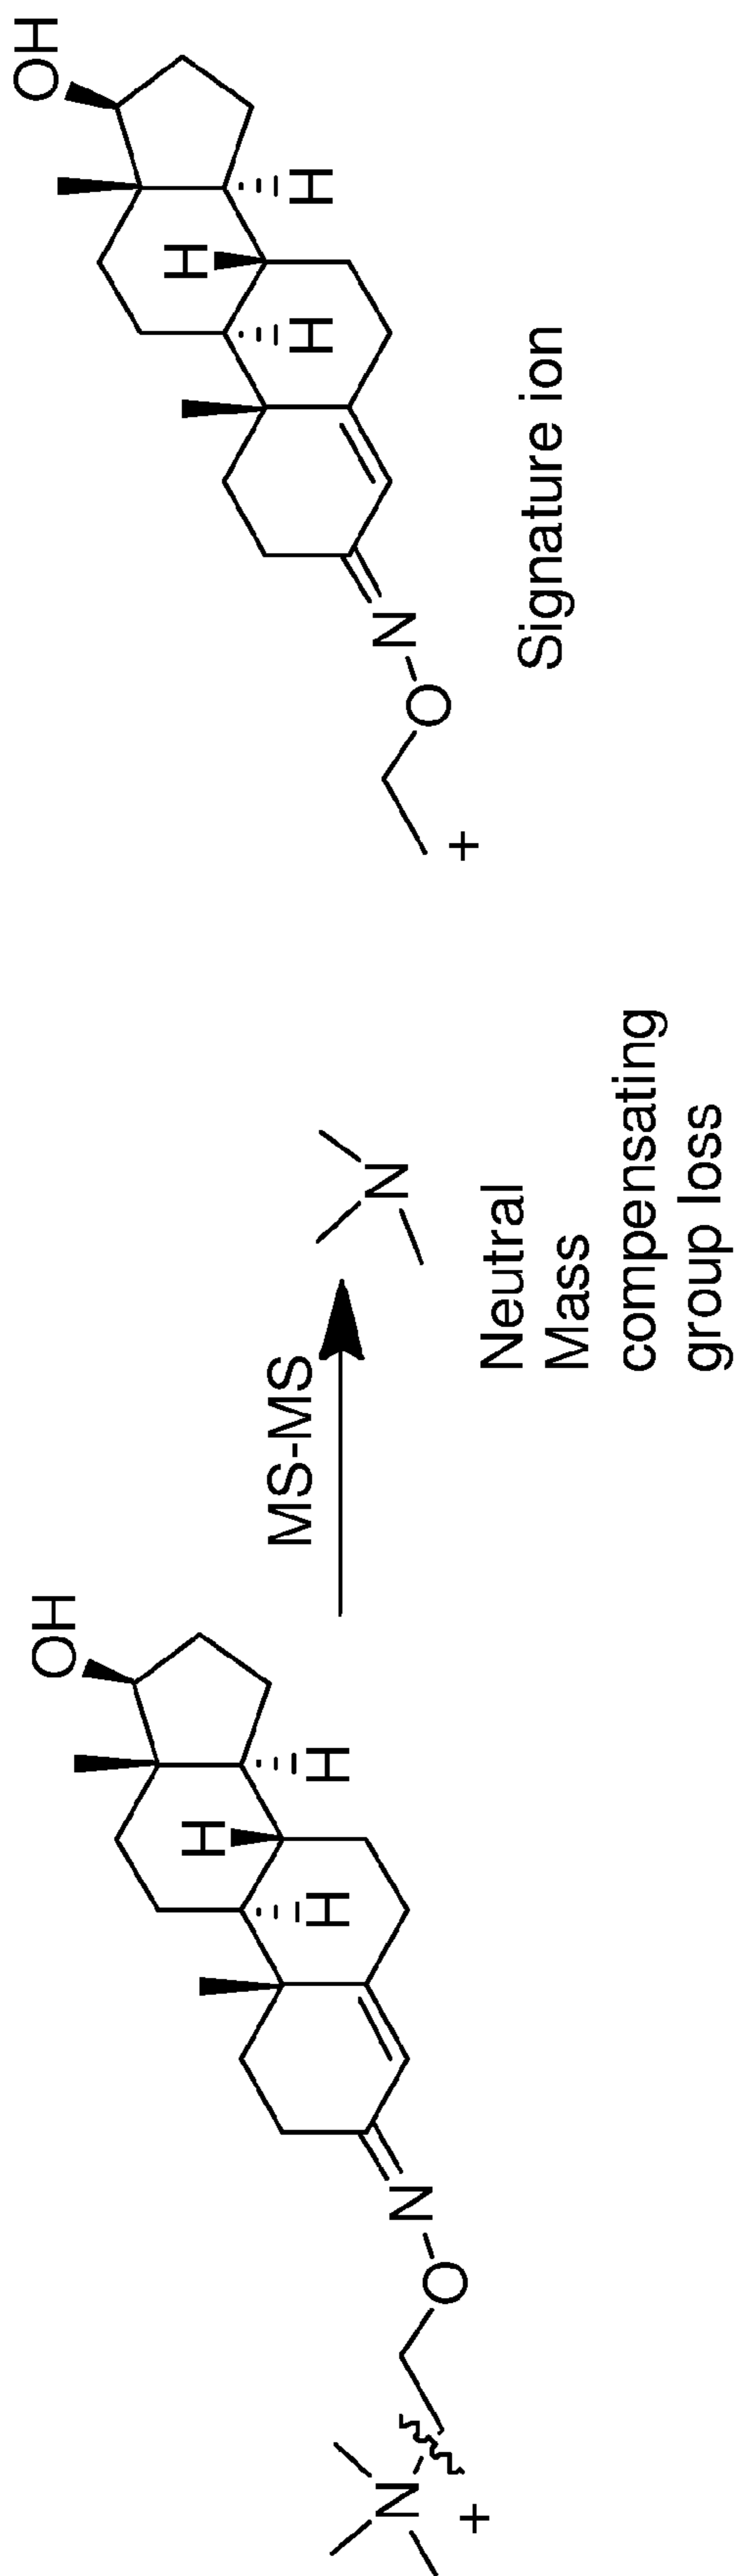 OH
H
H
H
N
O
N
+
MS-MS
N
Neutral
Mass
compensating
group loss
OH
H
H
H
N
O
+
Signature ion